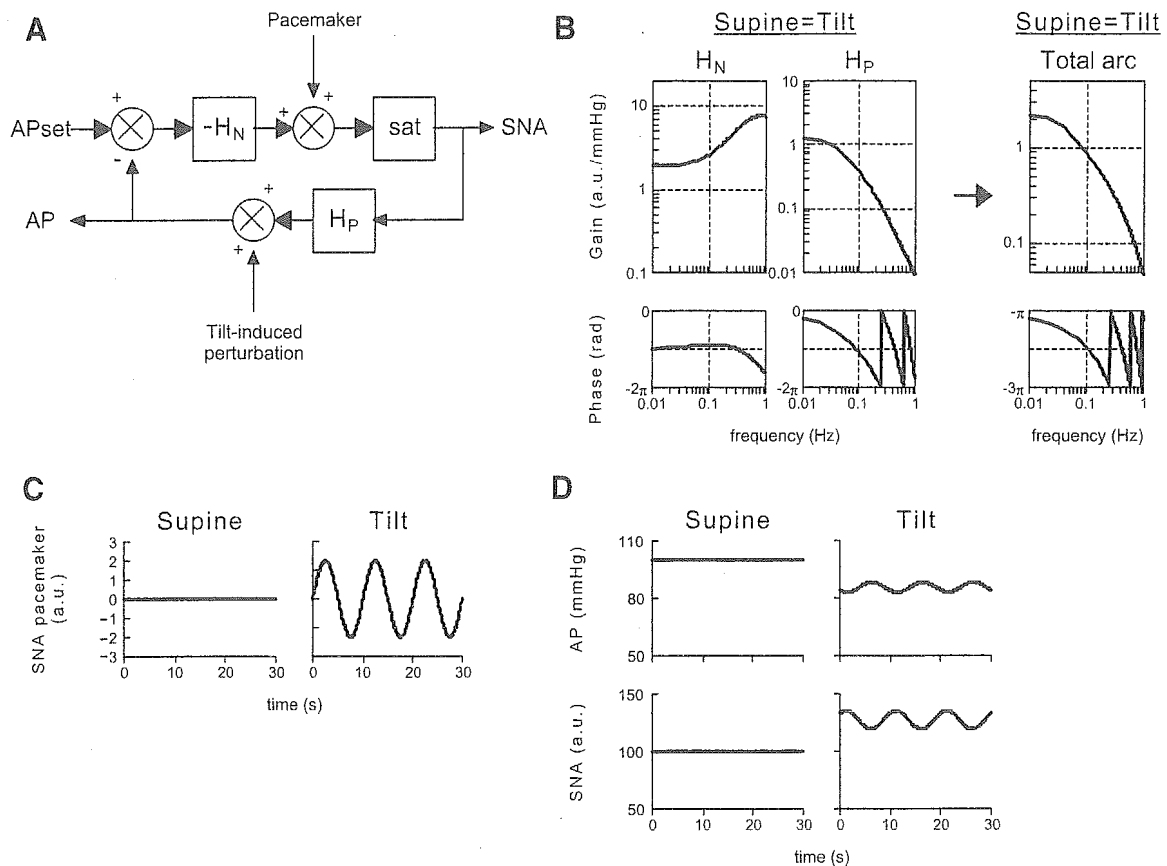 A
Pacemaker
+
APset
+
-
-H_N
+
+
sat
SNA
AP
+
+
H_P
Tilt-induced
perturbation
B
Supine=Tilt
Supine=Tilt
H_N
H_P
Total arc
Gain (a.u./mmHg)
10
1
0.1
10
1
0.1
0.01
1
0.1
Phase (rad)
0
-2π
0
-2π
-π
-3π
0.01 0.1 1
0.01 0.1 1
0.01 0.1 1
frequency (Hz)
frequency (Hz)
C
Supine
Tilt
SNA pacemaker
(a.u.)
3
2
1
0
-1
-2
-3
0 10 20 30
0 10 20 30
time (s)
D
Supine
Tilt
AP (mmHg)
110
100
80
50
SNA (a.u.)
150
100
50
0 10 20 30
0 10 20 30
time (s)